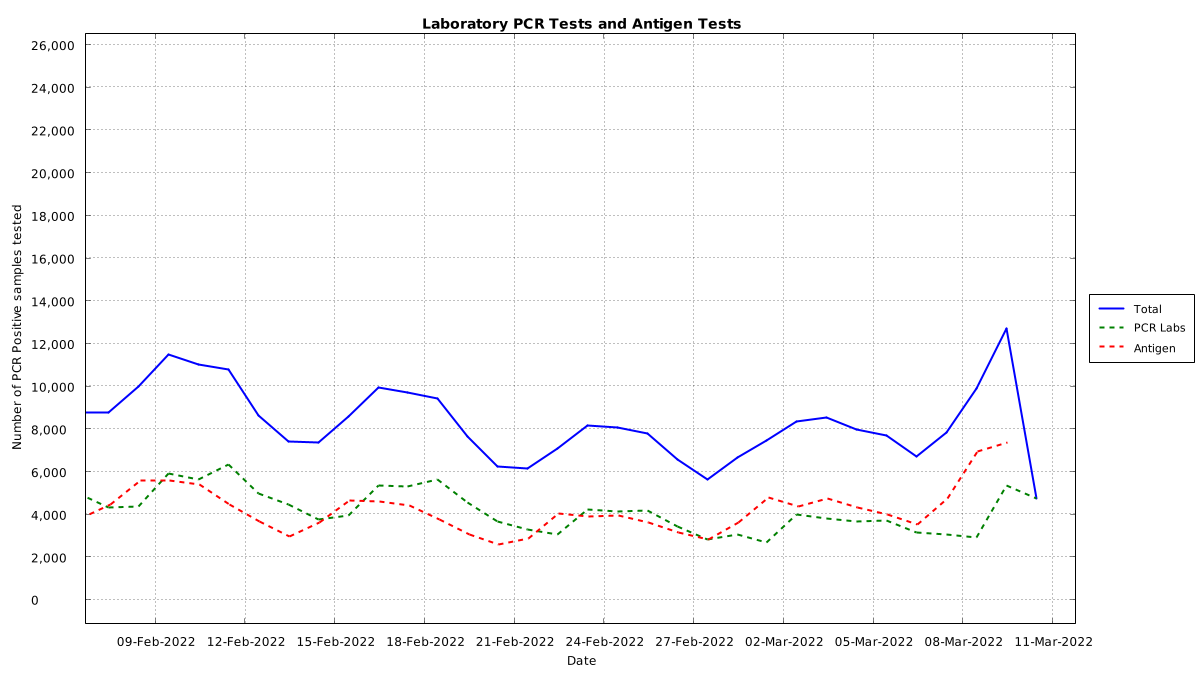 Laboratory PCR Tests and Antigen Tests
26,000
24,000
22,000
20,000
18,000
16,000
14,000
12,000
10,000
8,000
6,000
4,000
2,000
0
Number of PCR Positive samples tested
09-Feb-2022 12-Feb-2022 15-Feb-2022 18-Feb-2022 21-Feb-2022 24-Feb-2022 27-Feb-2022 02-Mar-2022 05-Mar-2022 08-Mar-2022 11-Mar-2022
Date
Total
PCR Labs
Antigen